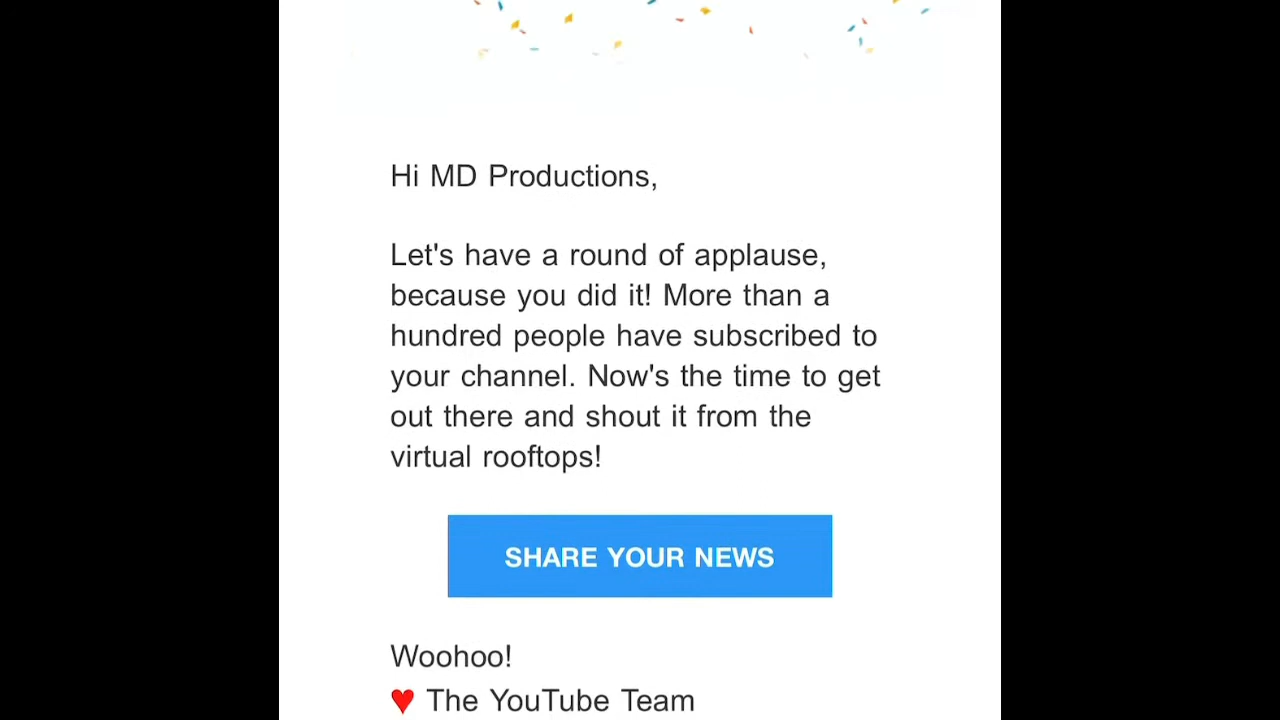 Hi MD Productions,
Let's have a round of applause,
because you did it! More than a
hundred people have subscribed to
your channel. Now's the time to get
out there and shout it from the
virtual rooftops!
SHARE YOUR NEWS
Woohoo!
♥ The YouTube Team